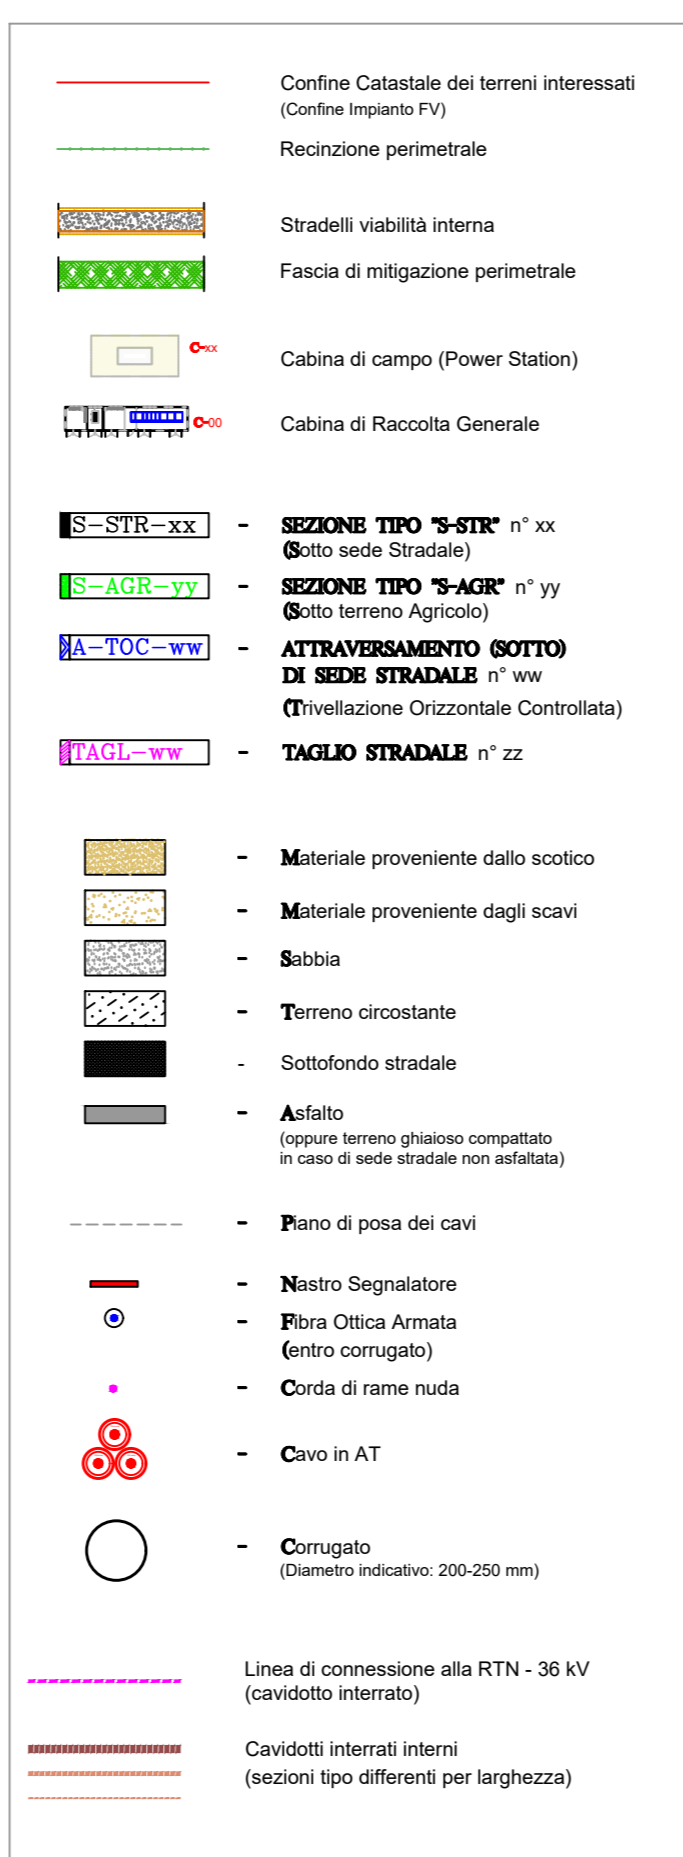 Confine Catastale dei terreni interessati
(Confine Impianto FV)
Recinzione perimetrale
Stradelli viabilità interna
Fascia di mitigazione perimetrale
C-xx Cabina di campo (Power Station)
C-00 Cabina di Raccolta Generale
S-STR-xx - SEZIONE TIPO "S-STR" n° xx
(Sotto sede Stradale)
S-AGR-yy - SEZIONE TIPO "S-AGR" n° yy
(Sotto terreno Agricolo)
A-TOC-ww - ATTRAVERSAMENTO (SOTTO)
DI SEDE STRADALE n° ww
(Trivellazione Orizzontale Controllata)
TAGL-ww - TAGLIO STRADALE n° zz
- Materiale proveniente dallo scotico
- Materiale proveniente dagli scavi
- Sabbia
- Terreno circostante
- Sottofondo stradale
- Asfalto
(oppure terreno ghiaioso compattato
in caso di sede stradale non asfaltata)
- Piano di posa dei cavi
- Nastro Segnalatore
- Fibra Ottica Armata
(entro corrugato)
- Corda di rame nuda
- Cavo in AT
- Corrugato
(Diametro indicativo: 200-250 mm)
Linea di connessione alla RTN - 36 kV
(cavidotto interrato)
Cavidotti interrati interni
(sezioni tipo differenti per larghezza)